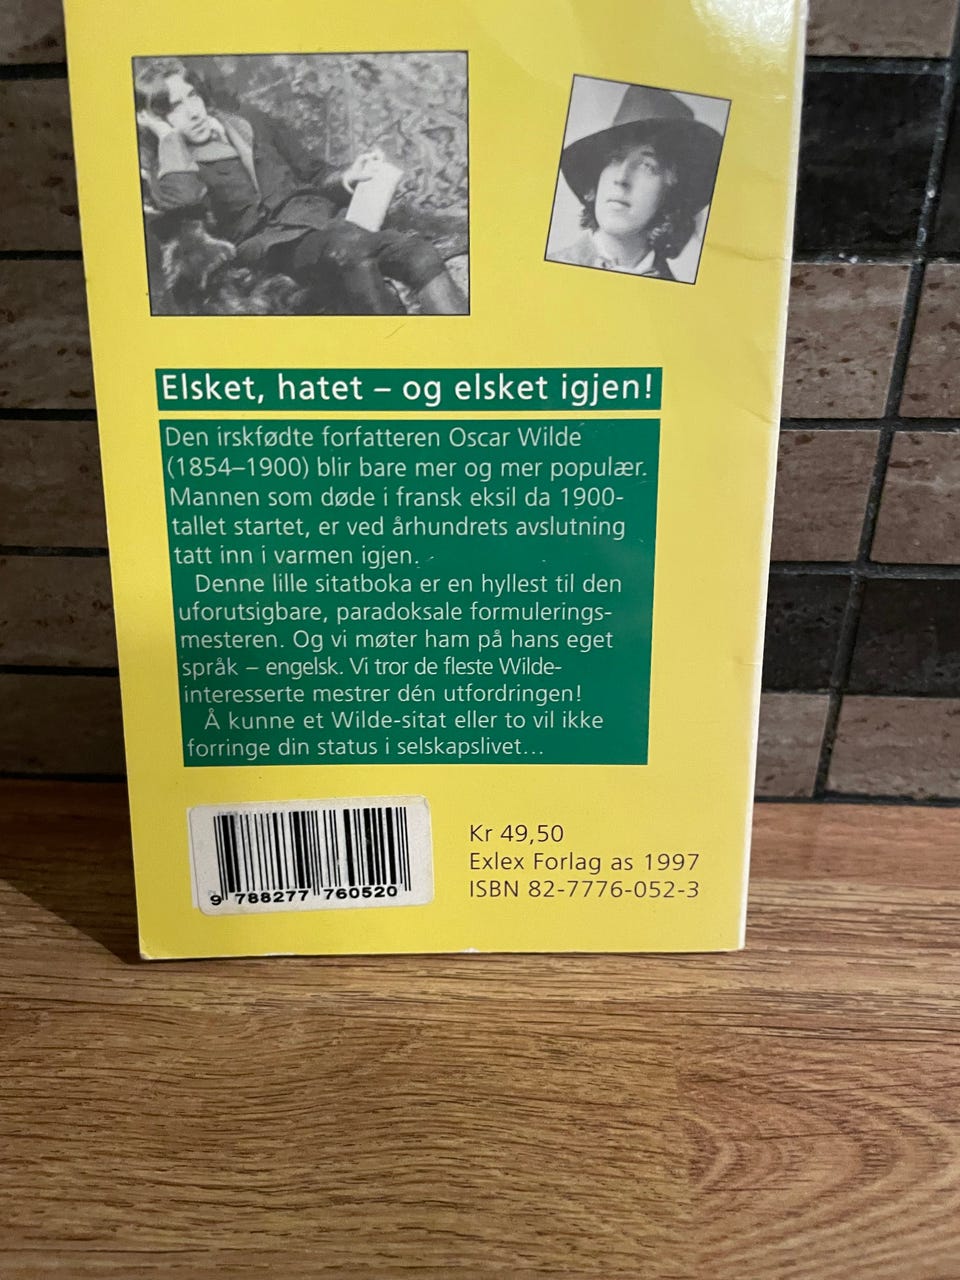 Elsket, hatet – og elsket igjen!
Den irskfødte forfatteren Oscar Wilde
(1854–1900) blir bare mer og mer populær.
Mannen som døde i fransk eksil da 1900-
tallet startet, er ved århundrets avslutning
tatt inn i varmen igjen.
Denne lille sitatboka er en hyllest til den
uforutsigbare, paradoksale formulerings-
mesteren. Og vi møter ham på hans eget
språk – engelsk. Vi tror de fleste Wilde-
interesserte mestrer dén utfordringen!
Å kunne et Wilde-sitat eller to vil ikke
forringe din status i selskapslivet...
9 788277 760520
Kr 49,50
Exlex Forlag as 1997
ISBN 82-7776-052-3